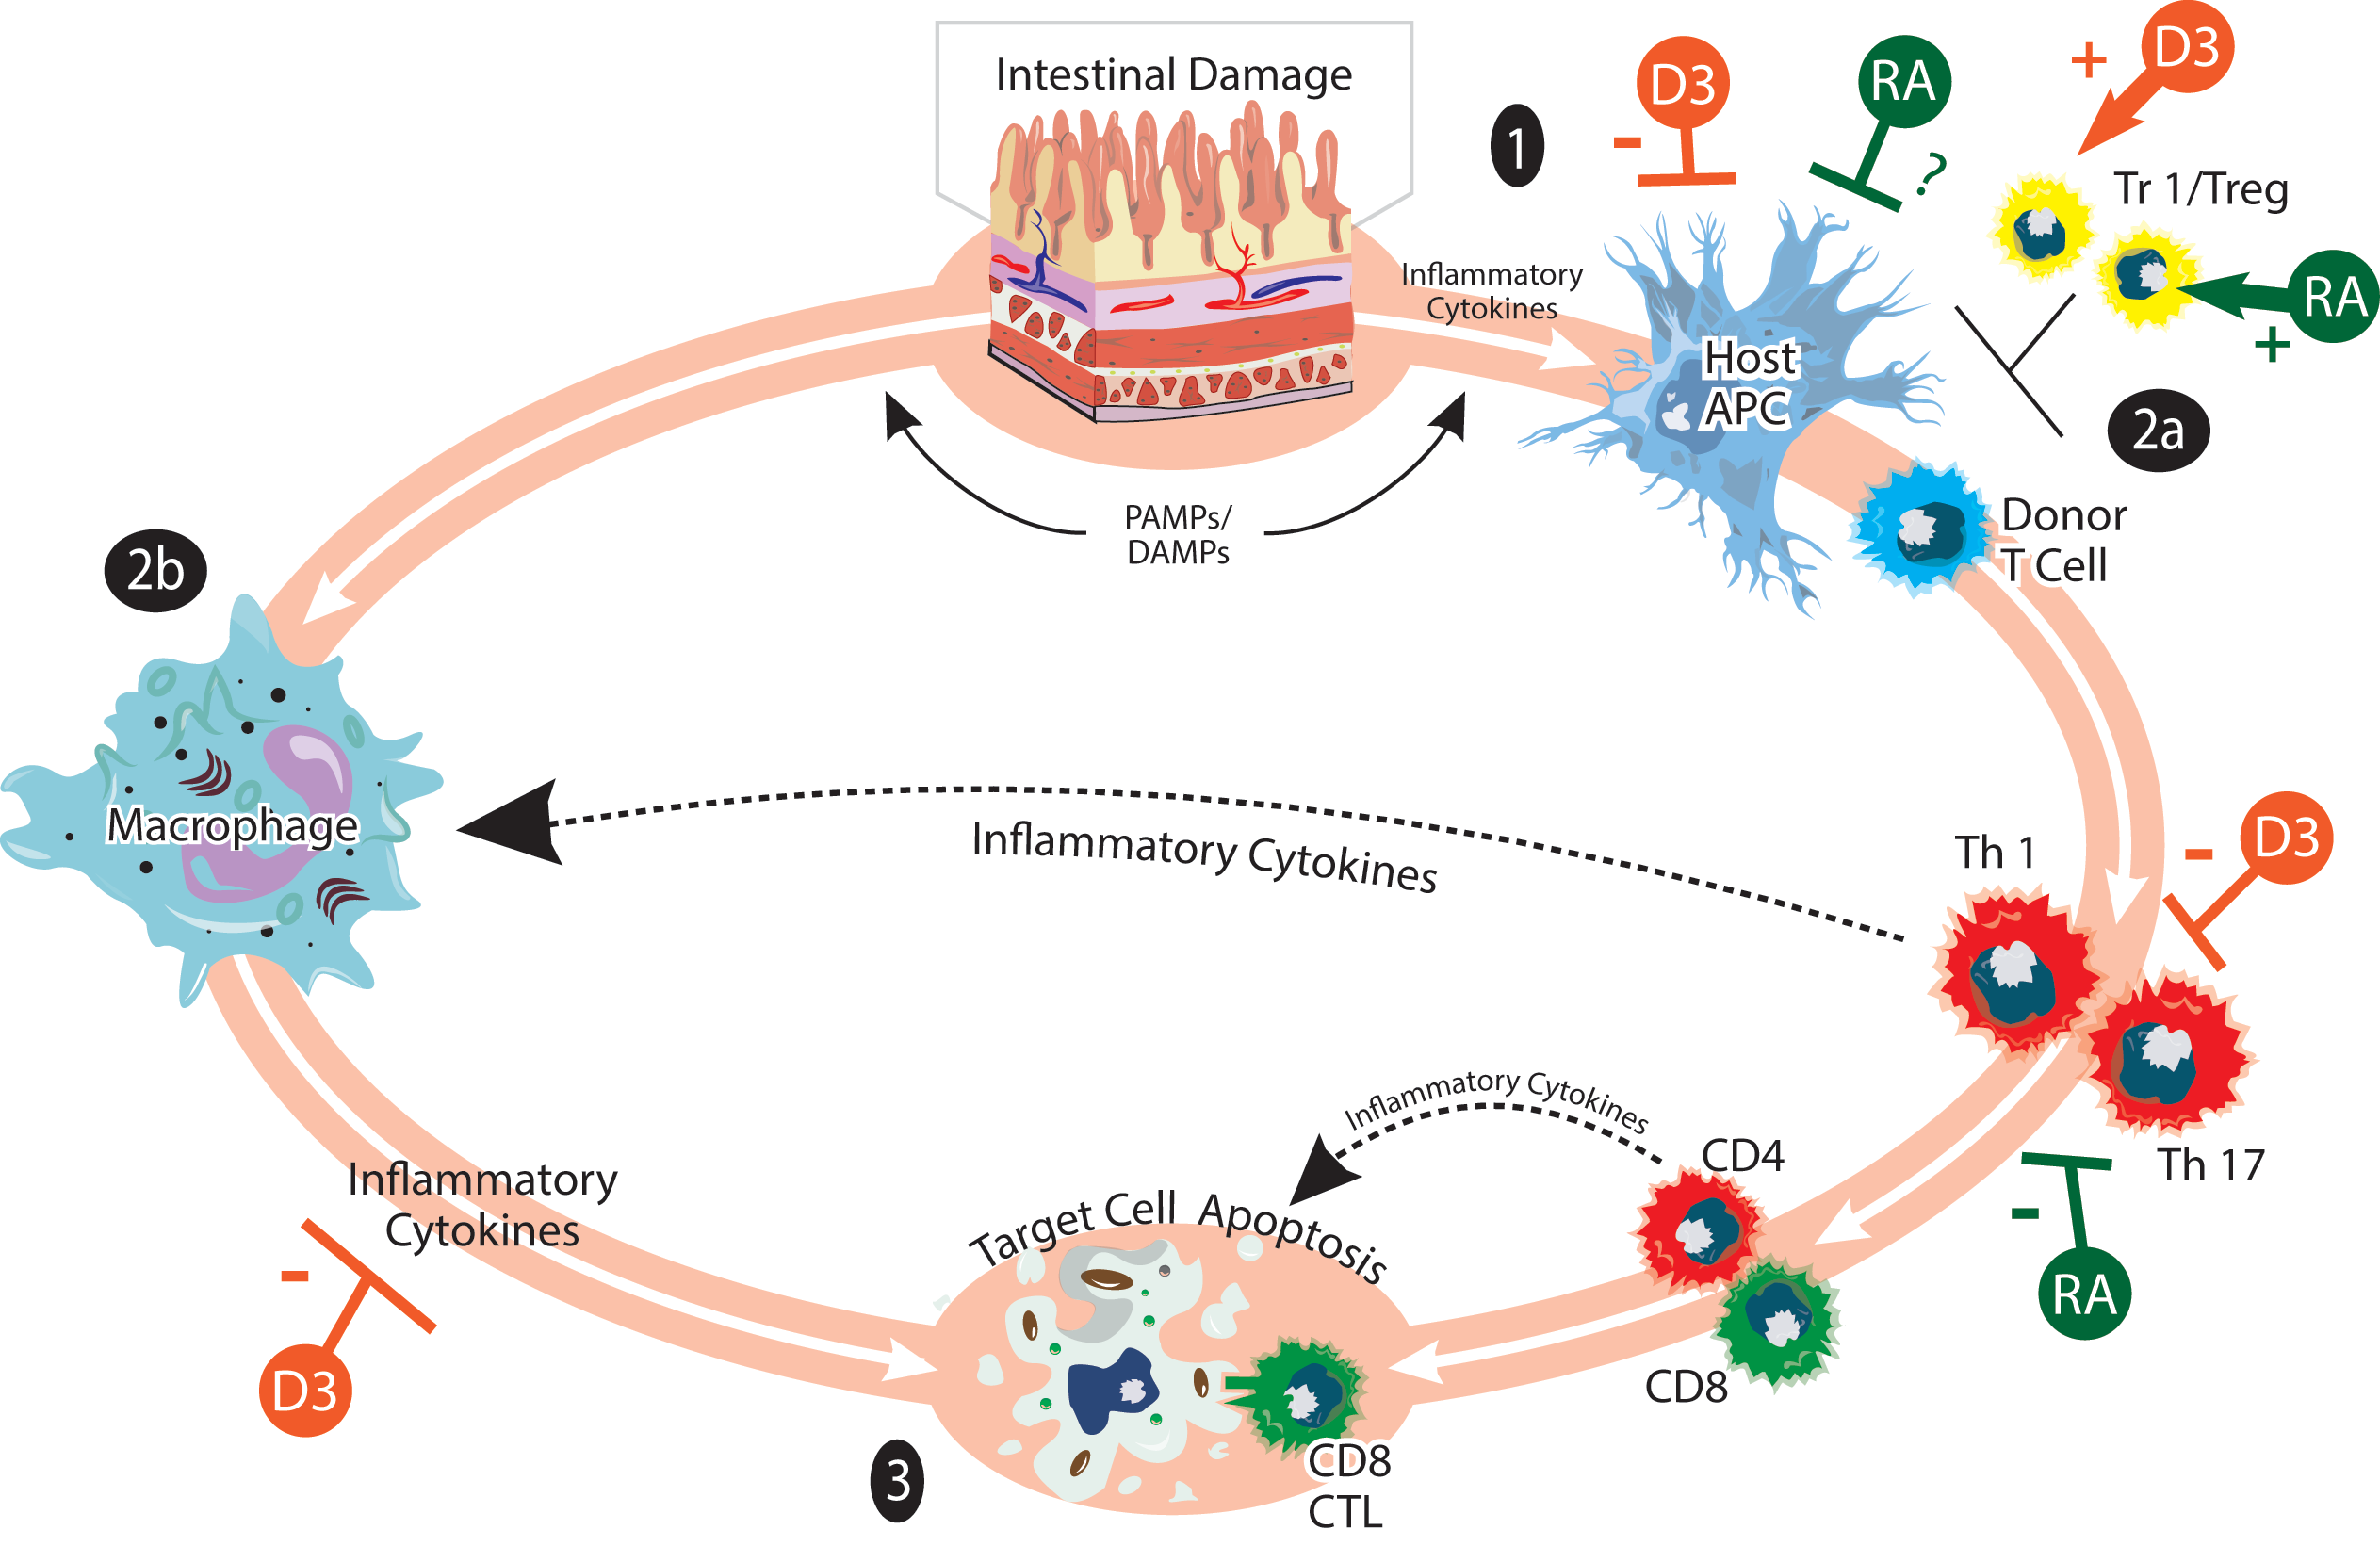 Intestinal Damage
1
-
D3
RA
?
+
D3
Tr 1/Treg
RA
+
Inflammatory
Cytokines
Host
APC
2a
PAMPs/
DAMPs
Donor
T Cell
2b
Macrophage
Inflammatory Cytokines
Th 1
-
D3
Th 17
Inflammatory Cytokines
CD4
-
RA
Inflammatory
Cytokines
-
D3
Target Cell Apoptosis
CD8
3
CD8
CTL